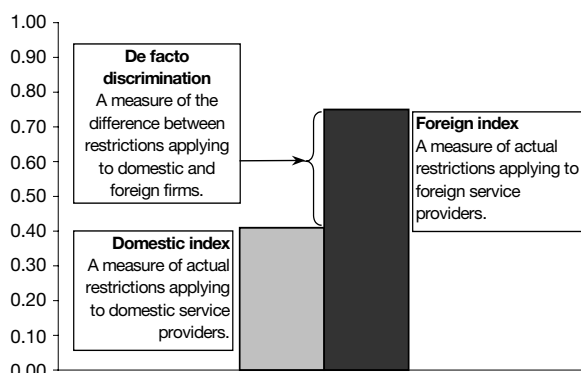 1.00
0.90
0.80
0.70
0.60
0.50
0.40
0.30
0.20
0.10
0.00
De facto
discrimination
A measure of the
difference between
restrictions applying
to domestic and
foreign firms.
Foreign index
A measure of actual
restrictions applying to
foreign service
providers.
Domestic index
A measure of actual
restrictions applying
to domestic service
providers.